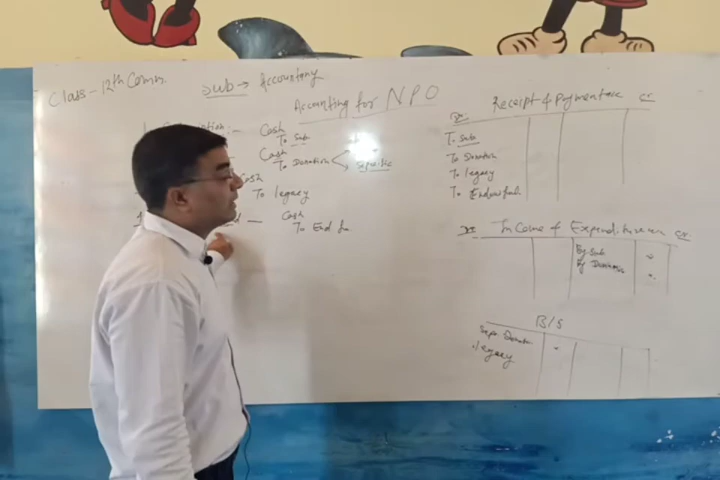 Class - 12th Comm.
Sub → Accountancy
Accounting for NPO
Cash
To Sub
Cash
To Donation
Specific
Cash
To legacy
Cash
To End fu
Dr Receipt & Payment A/c Cr
To Sub
To Donation
To legacy
To Endow fund
Dr Income & Expenditure Cr
By Sub
By Donation
B/S
Donation
legacy